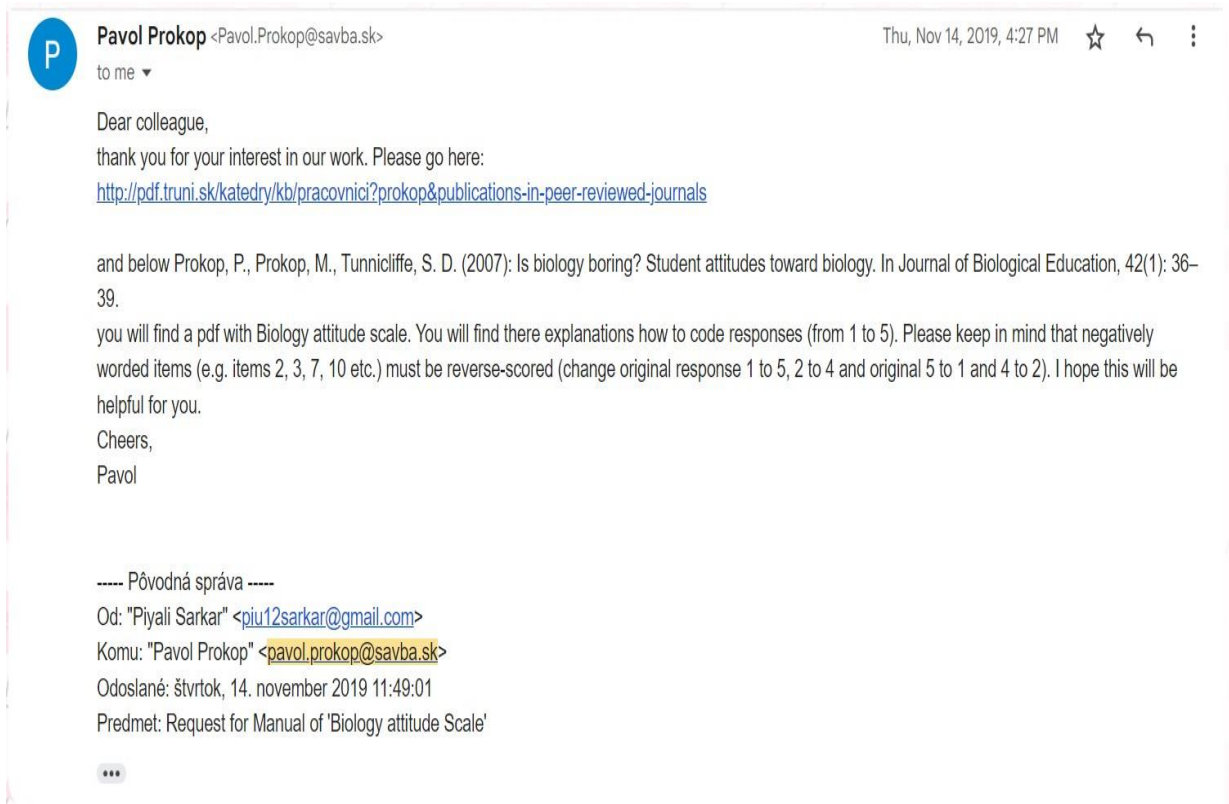 P
Pavol Prokop <Pavol.Prokop@savba.sk>
Thu, Nov 14, 2019, 4:27 PM
to me
Dear colleague,
thank you for your interest in our work. Please go here:
http://pdf.truni.sk/katedry/kb/pracovnici?prokop&publications-in-peer-reviewed-journals
and below Prokop, P., Prokop, M., Tunnicliffe, S. D. (2007): Is biology boring? Student attitudes toward biology. In Journal of Biological Education, 42(1): 36–
39.
you will find a pdf with Biology attitude scale. You will find there explanations how to code responses (from 1 to 5). Please keep in mind that negatively
worded items (e.g. items 2, 3, 7, 10 etc.) must be reverse-scored (change original response 1 to 5, 2 to 4 and original 5 to 1 and 4 to 2). I hope this will be
helpful for you.
Cheers,
Pavol
----- Pôvodná správa -----
Od: "Piyali Sarkar" <piu12sarkar@gmail.com>
Komu: "Pavol Prokop" <pavol.prokop@savba.sk>
Odoslané: štvrtok, 14. november 2019 11:49:01
Predmet: Request for Manual of 'Biology attitude Scale'